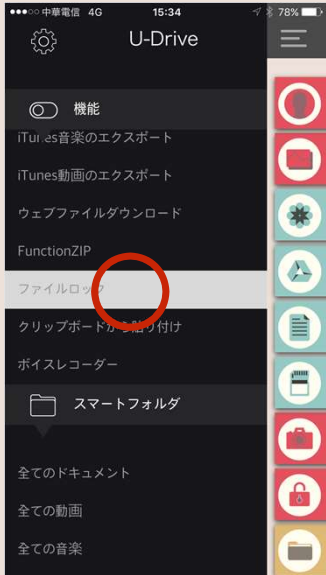 ●●●○○ 中華電信 4G 15:34 78%
U-Drive
機能
iTunes音楽のエクスポート
iTunes動画のエクスポート
ウェブファイルダウンロード
FunctionZIP
ファイルロック
クリップボードから貼り付け
ボイスレコーダー
スマートフォルダ
全てのドキュメント
全ての動画
全ての音楽